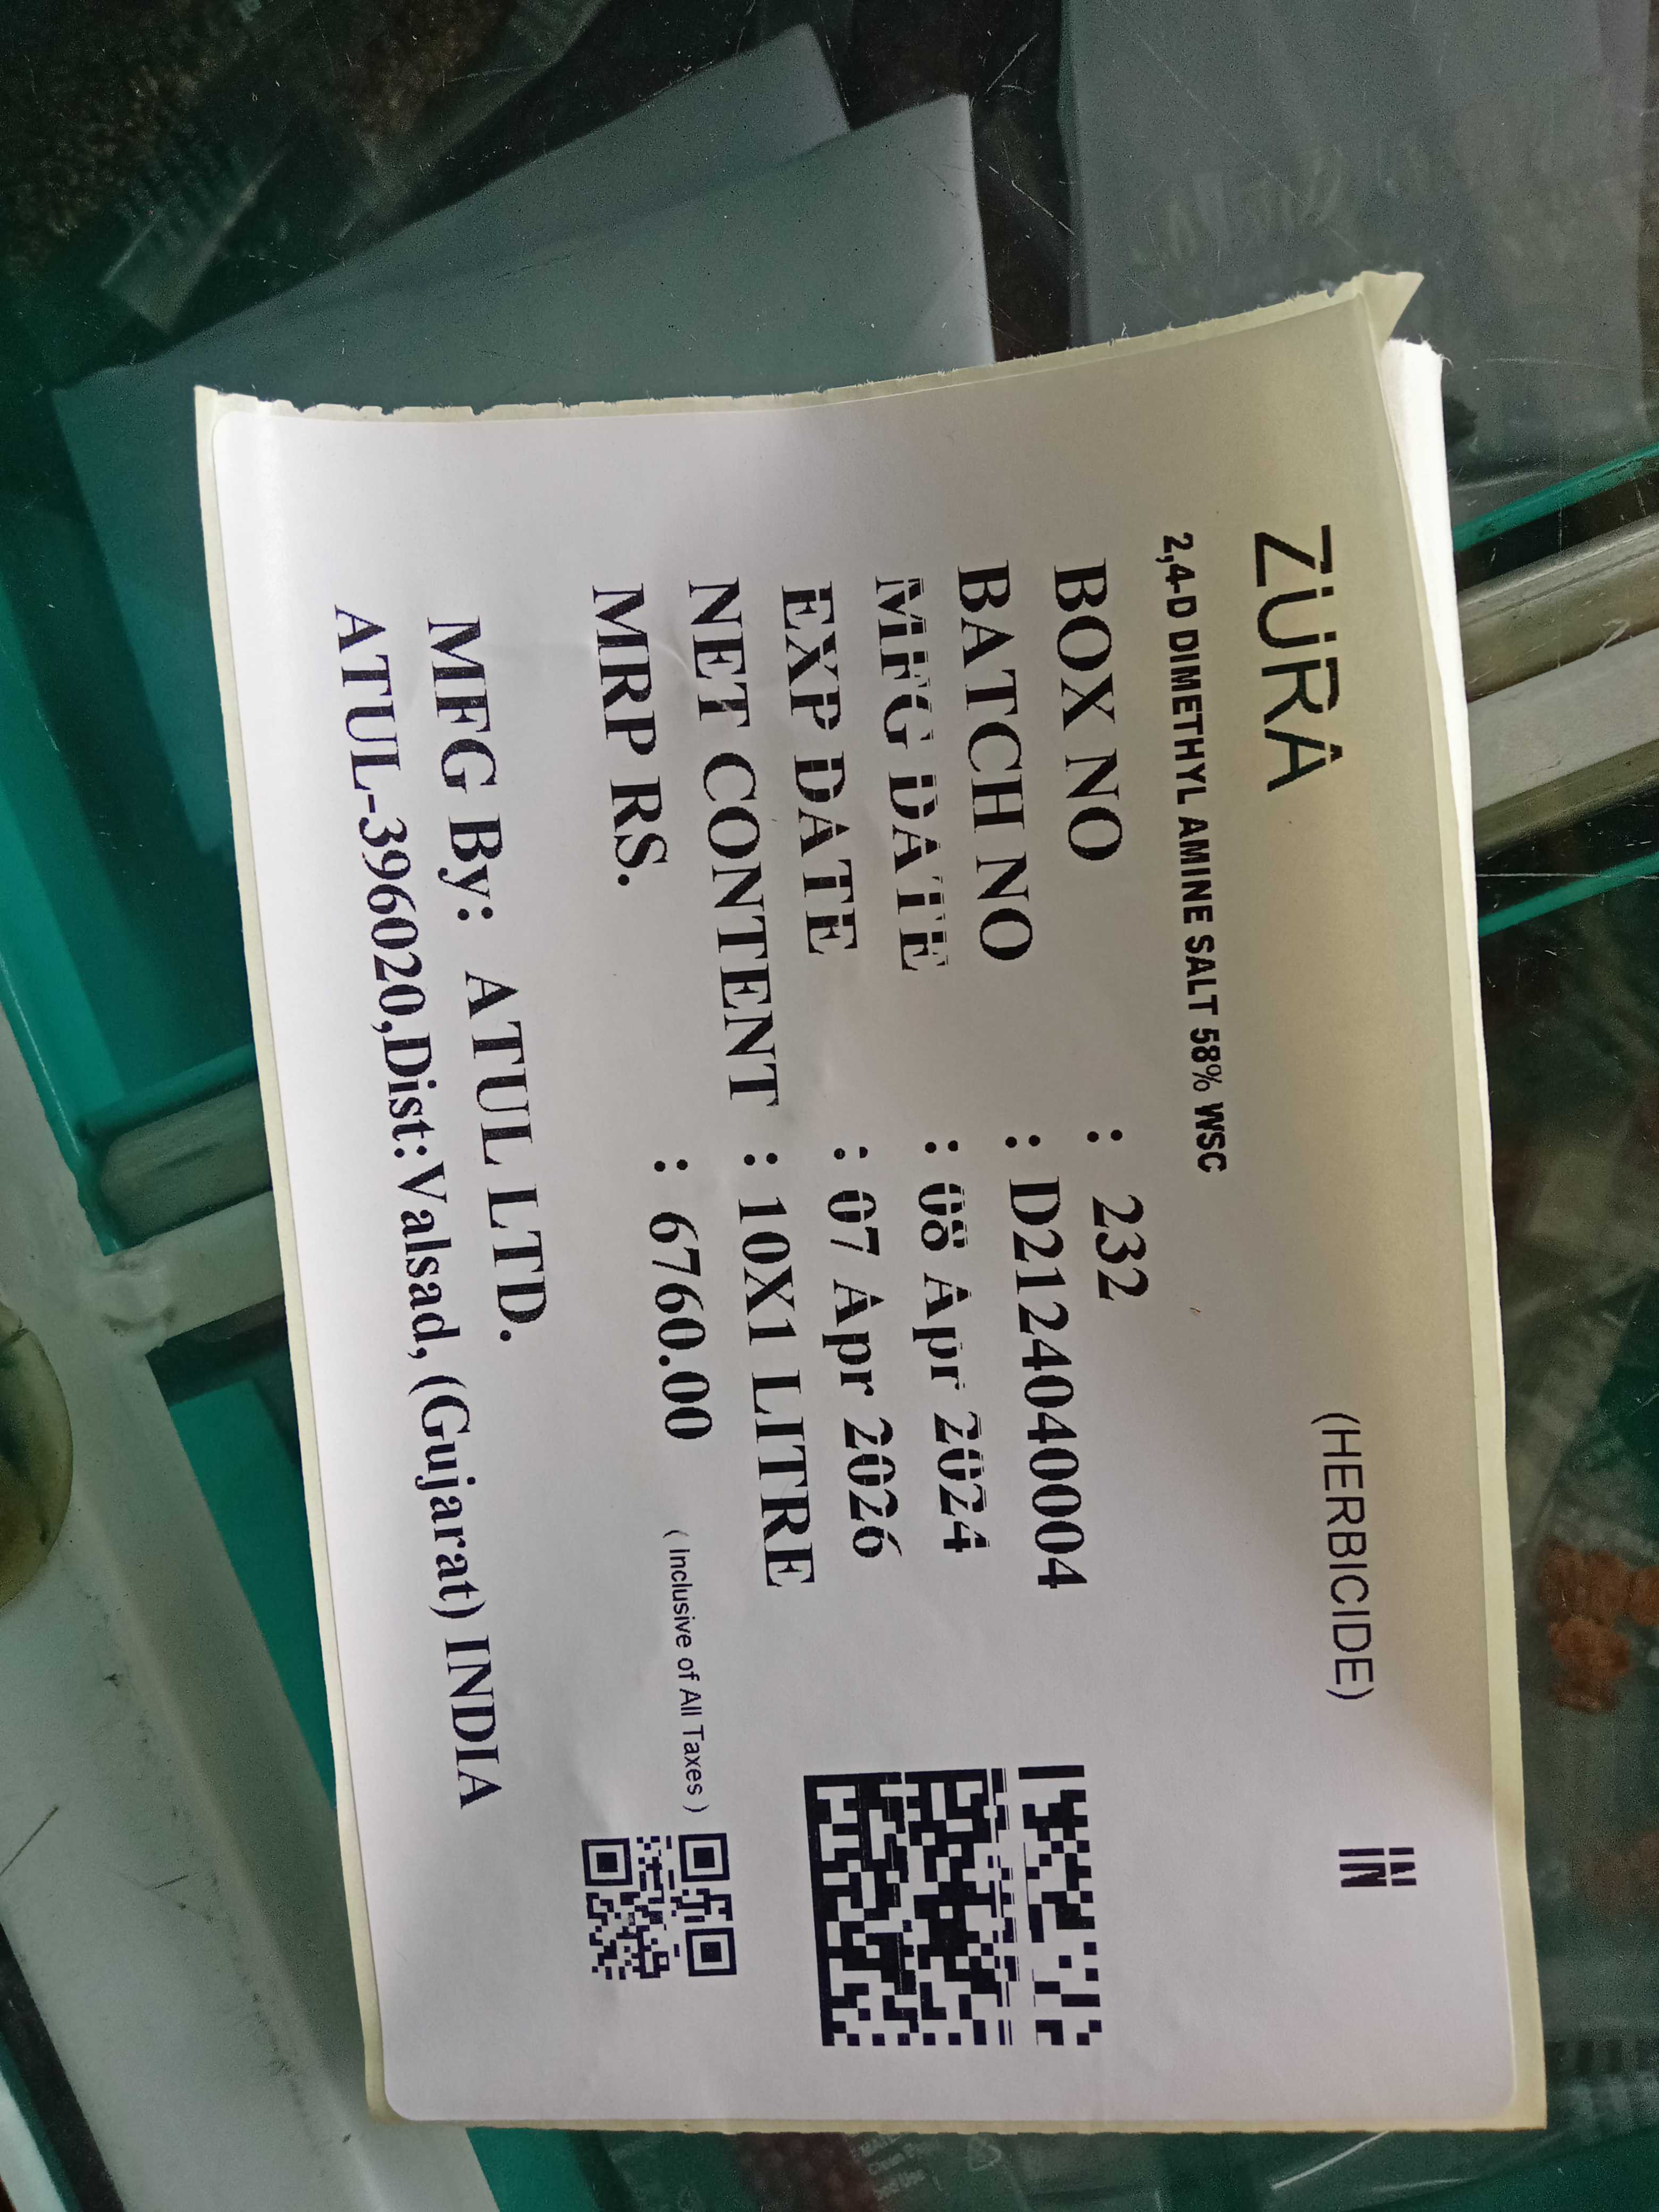 ZURA
(HERBICIDE)
IN
2,4-D DIMETHYL AMINE SALT 58% WSC
BOX NO : 232
BATCH NO : D2124040004
MFG DATE : 08 Apr 2024
EXP DATE : 07 Apr 2026
NET CONTENT : 10X1 LITRE
MRP RS. : 6760.00 ( Inclusive of All Taxes )
MFG By: ATUL LTD.
ATUL-396020,Dist:Valsad, (Gujarat) INDIA